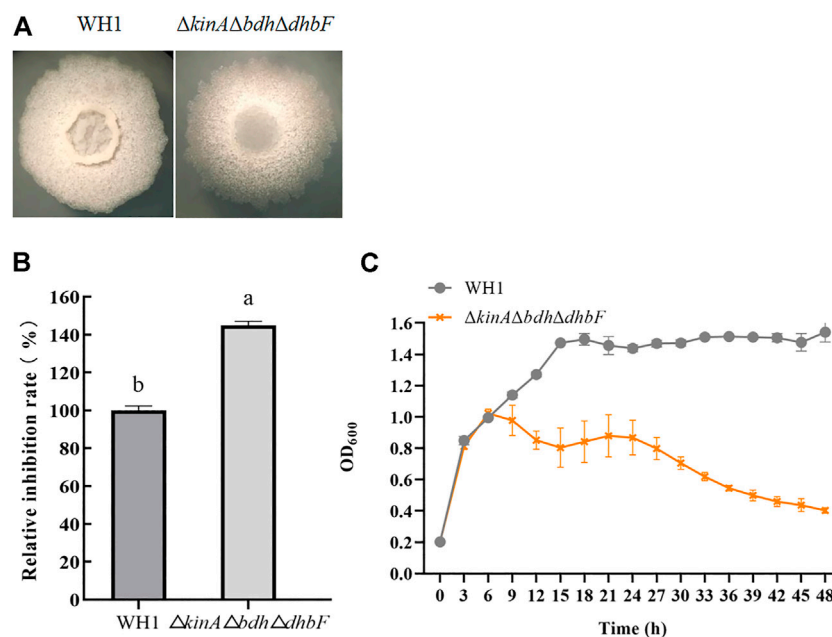 A
WH1
ΔkinAΔbdhΔdhbF
B
Relative inhibition rate( %)
160
140
120
100
80
60
40
20
0
b
a
WH1
ΔkinAΔbdhΔdhbF
C
WH1
ΔkinAΔbdhΔdhbF
OD600
1.6
1.4
1.2
1.0
0.8
0.6
0.4
0.2
0.0
0 3 6 9 12 15 18 21 24 27 30 33 36 39 42 45 48
Time (h)